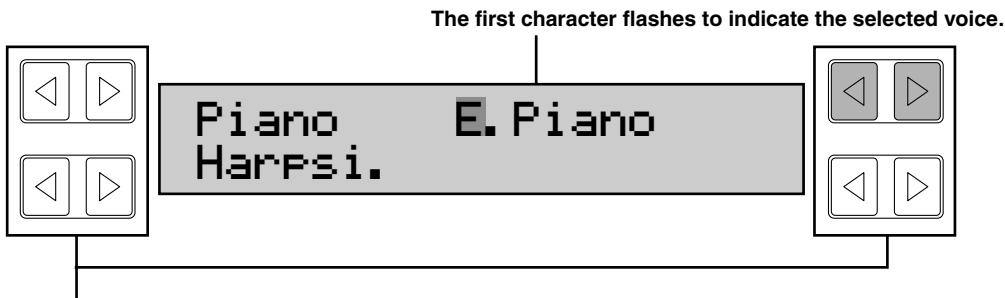 The first character flashes to indicate the selected voice.
Piano E.Piano
Harpsi.